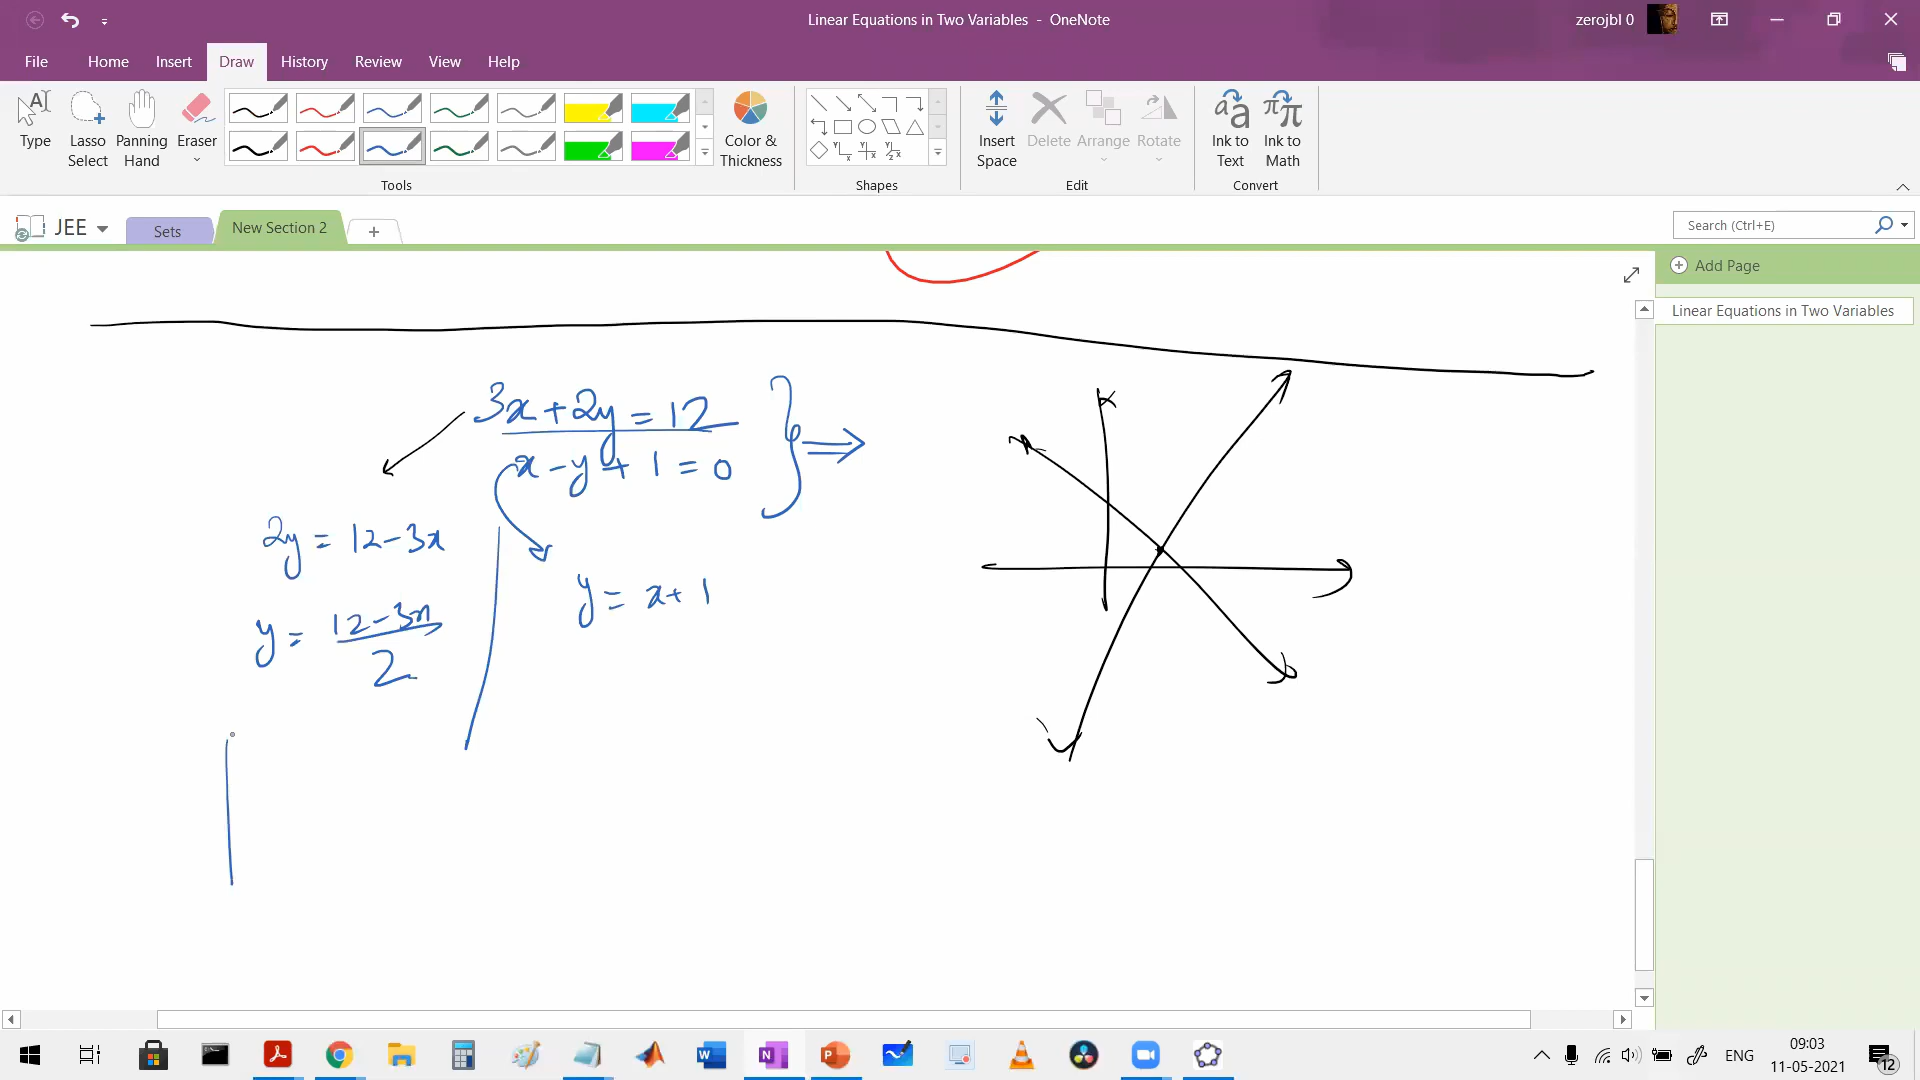 Linear Equations in Two Variables - OneNote
zerojbl 0
File Home Insert Draw History Review View Help
Type
Lasso Select
Panning Hand
Eraser
Color & Thickness
Insert Space
Delete
Arrange
Rotate
Ink to Text
Ink to Math
Tools Shapes Edit Convert
JEE Sets New Section 2 +
Search (Ctrl+E)
Add Page
Linear Equations in Two Variables
3x+2y=12
x-y+1=0
2y=12-3x
y=x+1
y=(12-3x)/2
ENG
09:03
11-05-2021
12